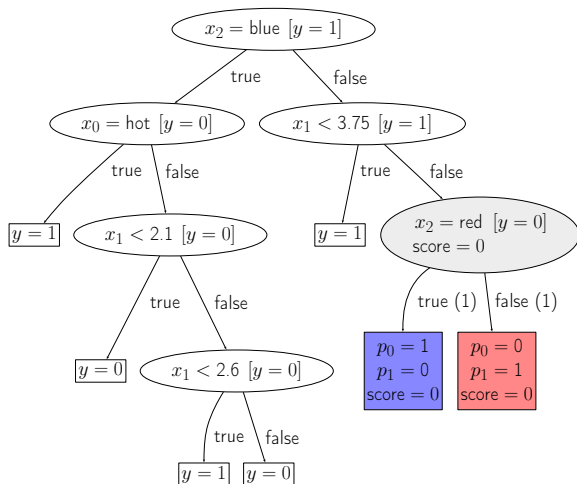 x₂ = blue [y = 1]
true
false
x₀ = hot [y = 0]
x₁ < 3.75 [y = 1]
true
false
true
false
y = 1
x₁ < 2.1 [y = 0]
y = 1
x₂ = red [y = 0]
score = 0
true
false
true (1)
false (1)
y = 0
x₁ < 2.6 [y = 0]
p₀ = 1
p₁ = 0
score = 0
p₀ = 0
p₁ = 1
score = 0
true
false
y = 1
y = 0